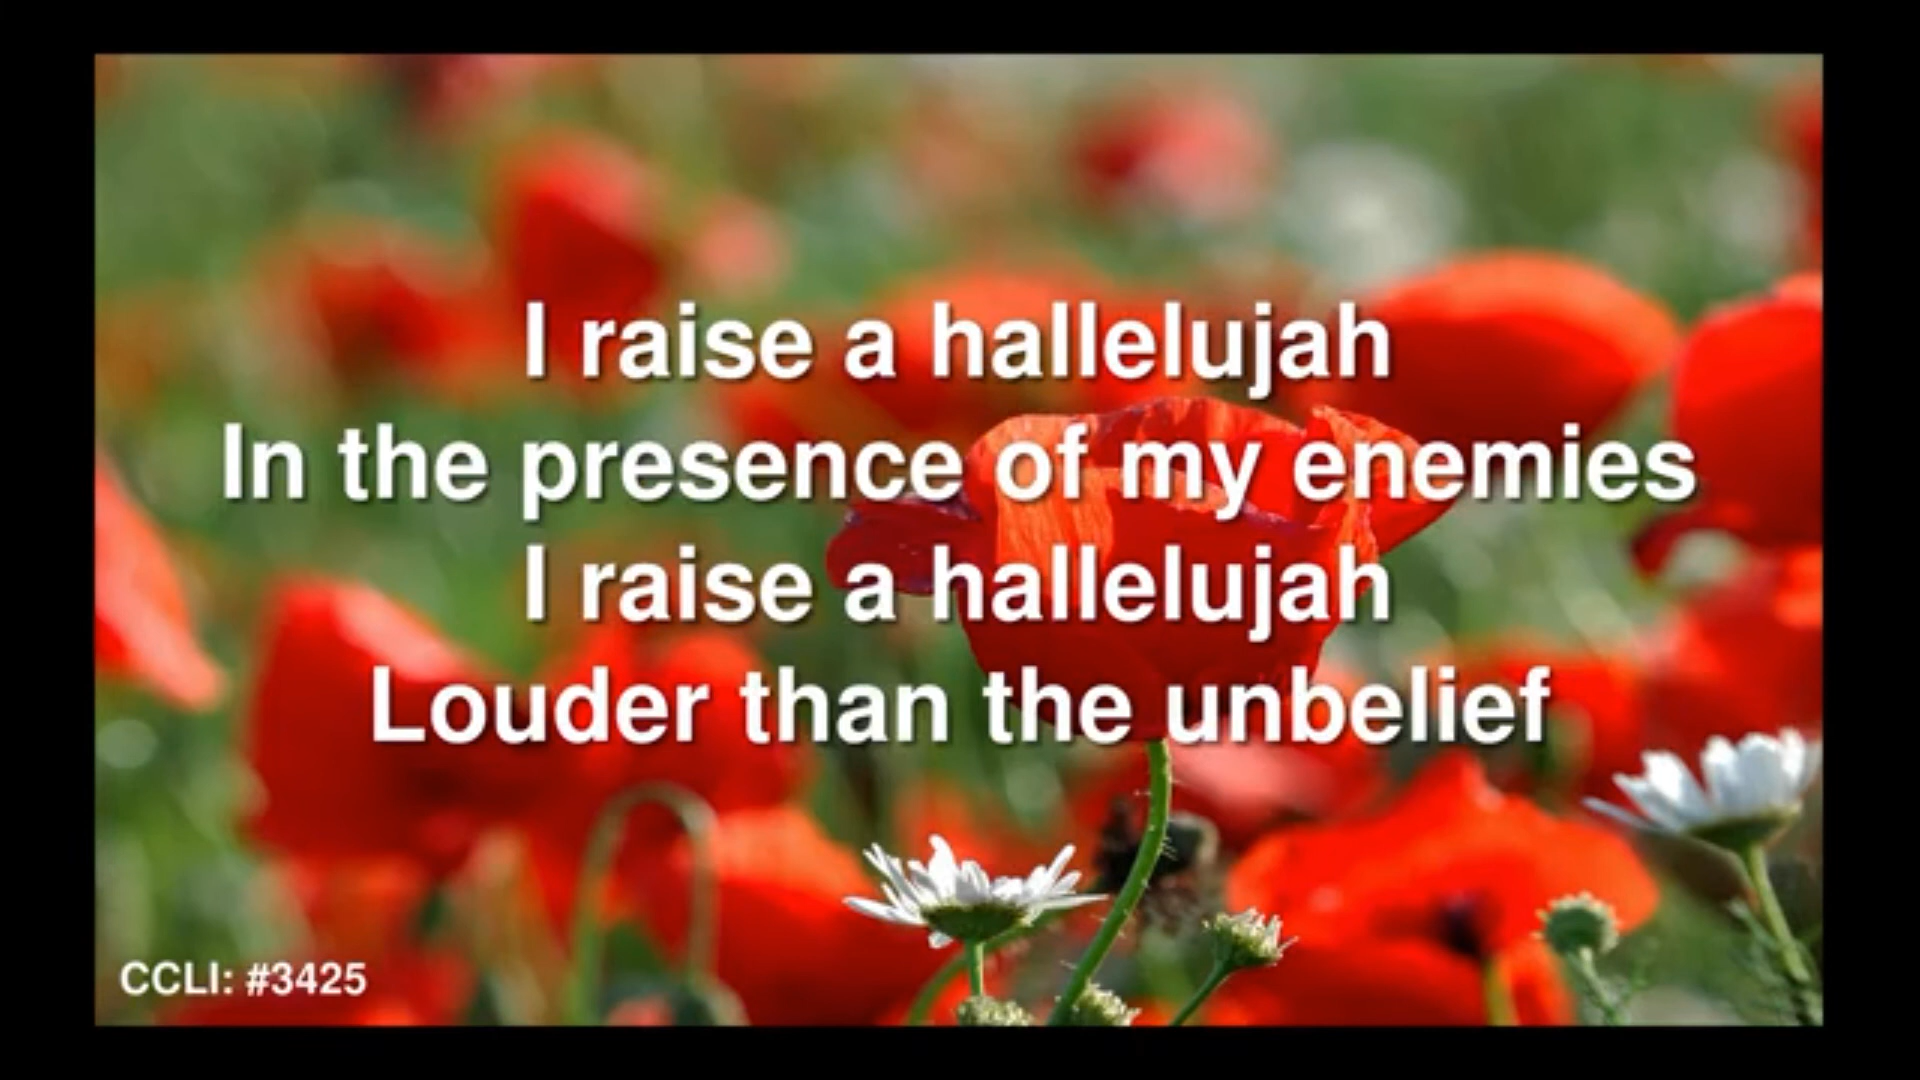 I raise a hallelujah
In the presence of my enemies
I raise a hallelujah
Louder than the unbelief
CCLI: #3425